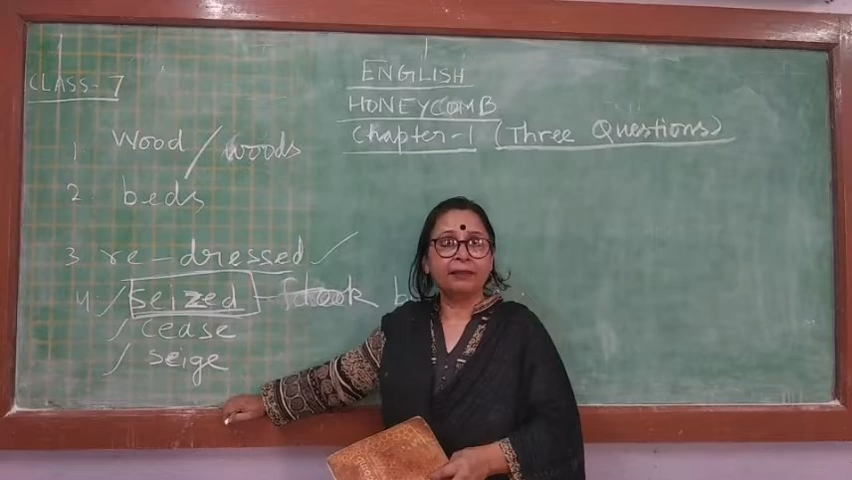 CLASS-7
ENGLISH
HONEYCOMB
Chapter-1 (Three Questions)
1. Wood / Woods
2. beds
3 re-dressed ✓
4 / seized - took b
/ cease
/ seige